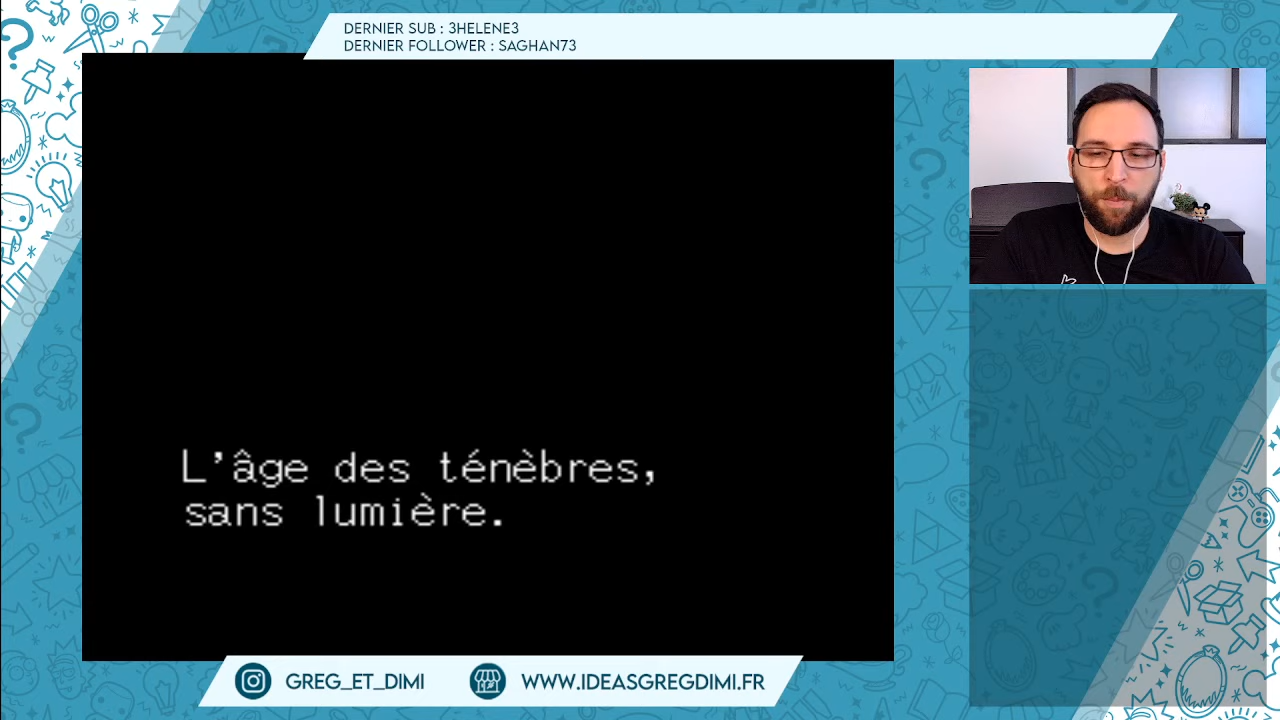 DERNIER SUB : 3HELENE3
DERNIER FOLLOWER : SAGHAN73
L'âge des ténèbres,
sans lumière.
GREG_ET_DIMI
WWW.IDEASGREGDIMI.FR